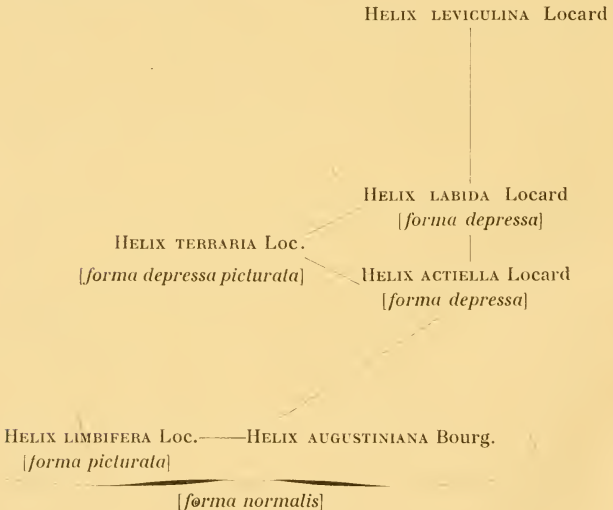 HELIX LEVICULINA Locard
HELIX LABIDA Locard
[forma depressa]
HELIX TERRARIA Loc.
[forma depressa picturata]
HELIX ACTIELLA Locard
[forma depressa]
HELIX LIMBIFERA Loc.——HELIX AUGUSTINIANA Bourg.
[forma picturata]
[forma normalis]